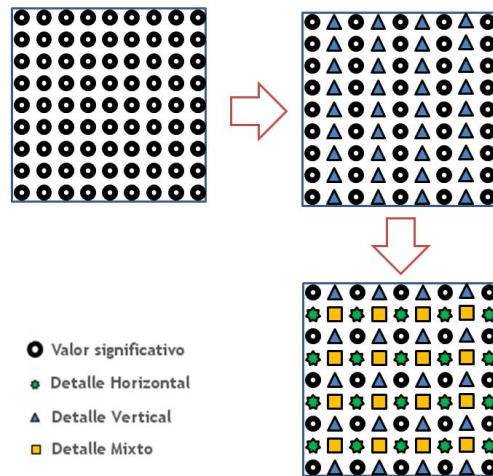 Valor significativo
Detalle Horizontal
Detalle Vertical
Detalle Mixto